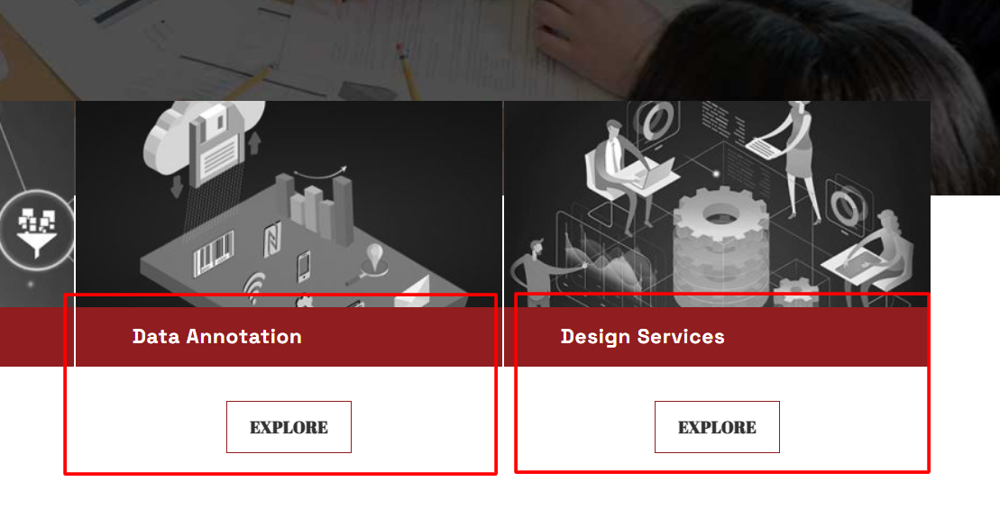 Data Annotation
Design Services
EXPLORE
EXPLORE